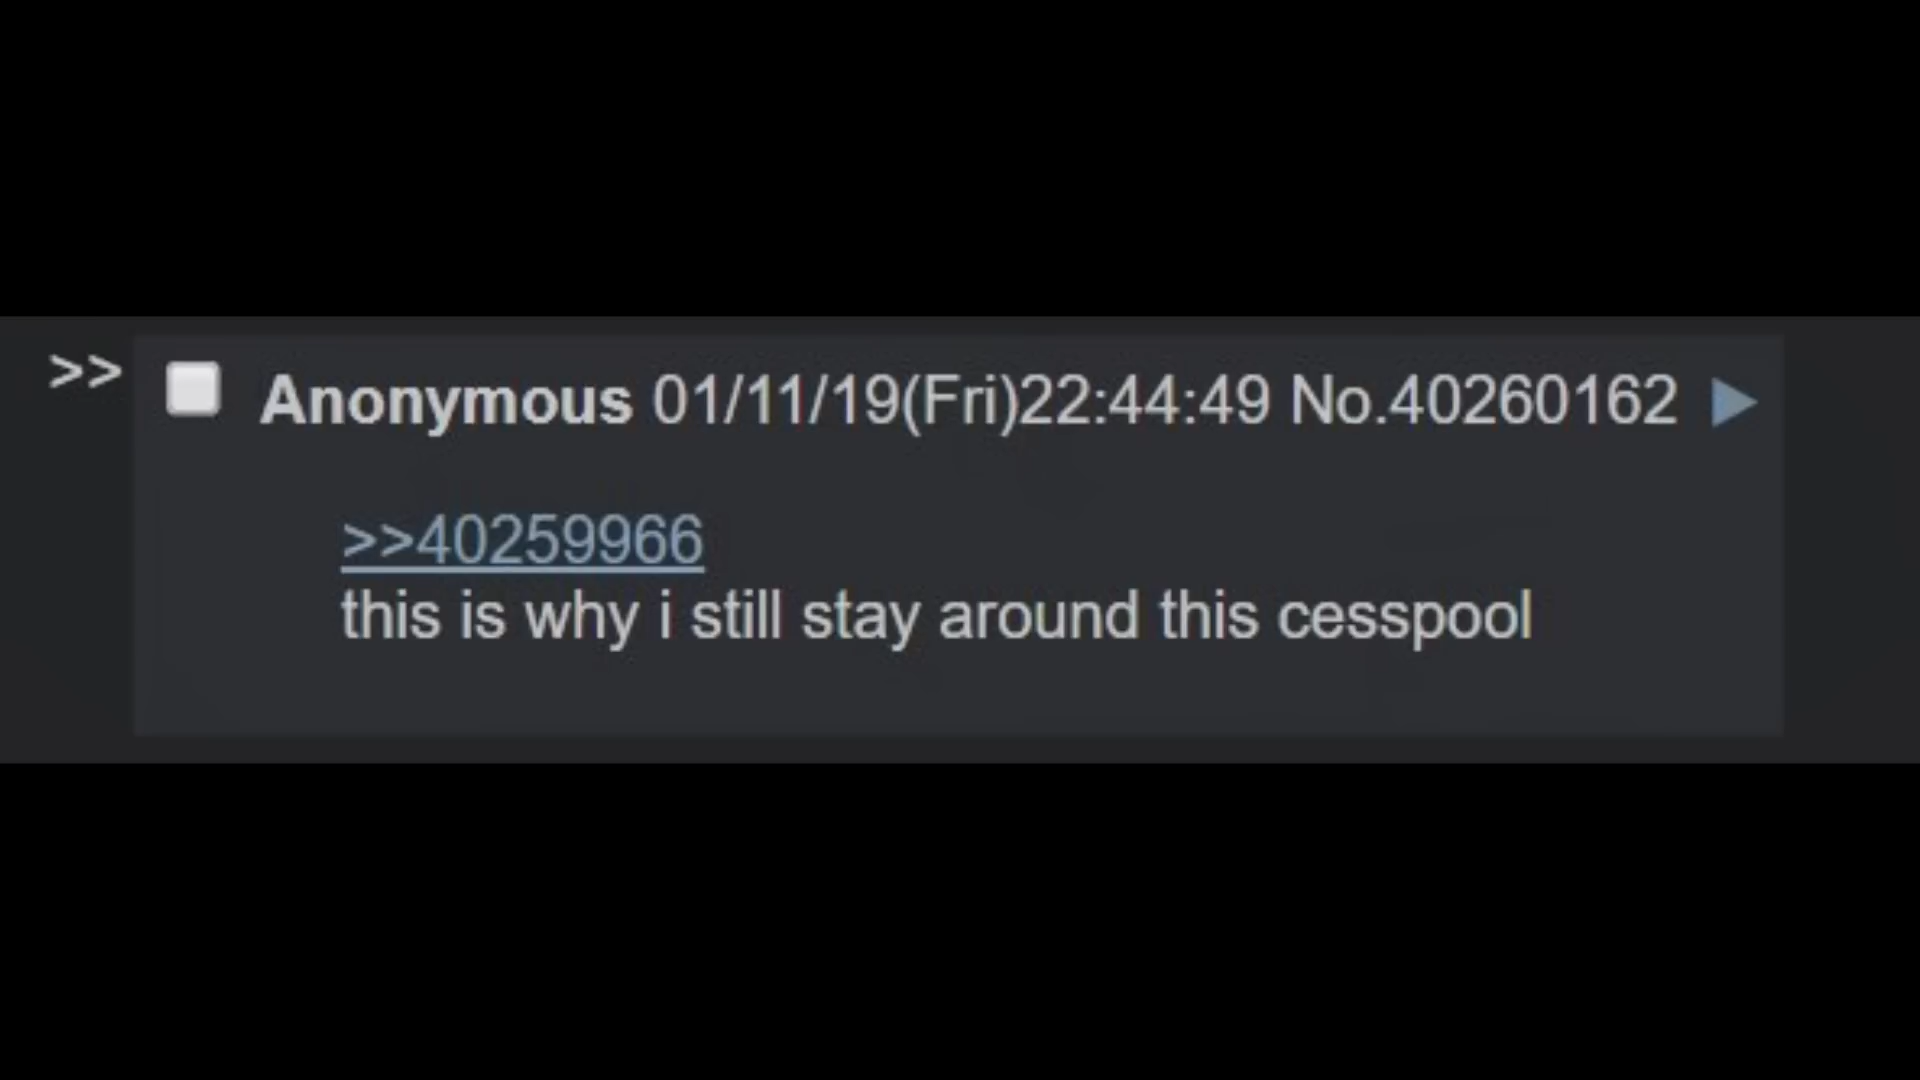 >> Anonymous 01/11/19(Fri)22:44:49 No.40260162 ▶
>>40259966
this is why i still stay around this cesspool